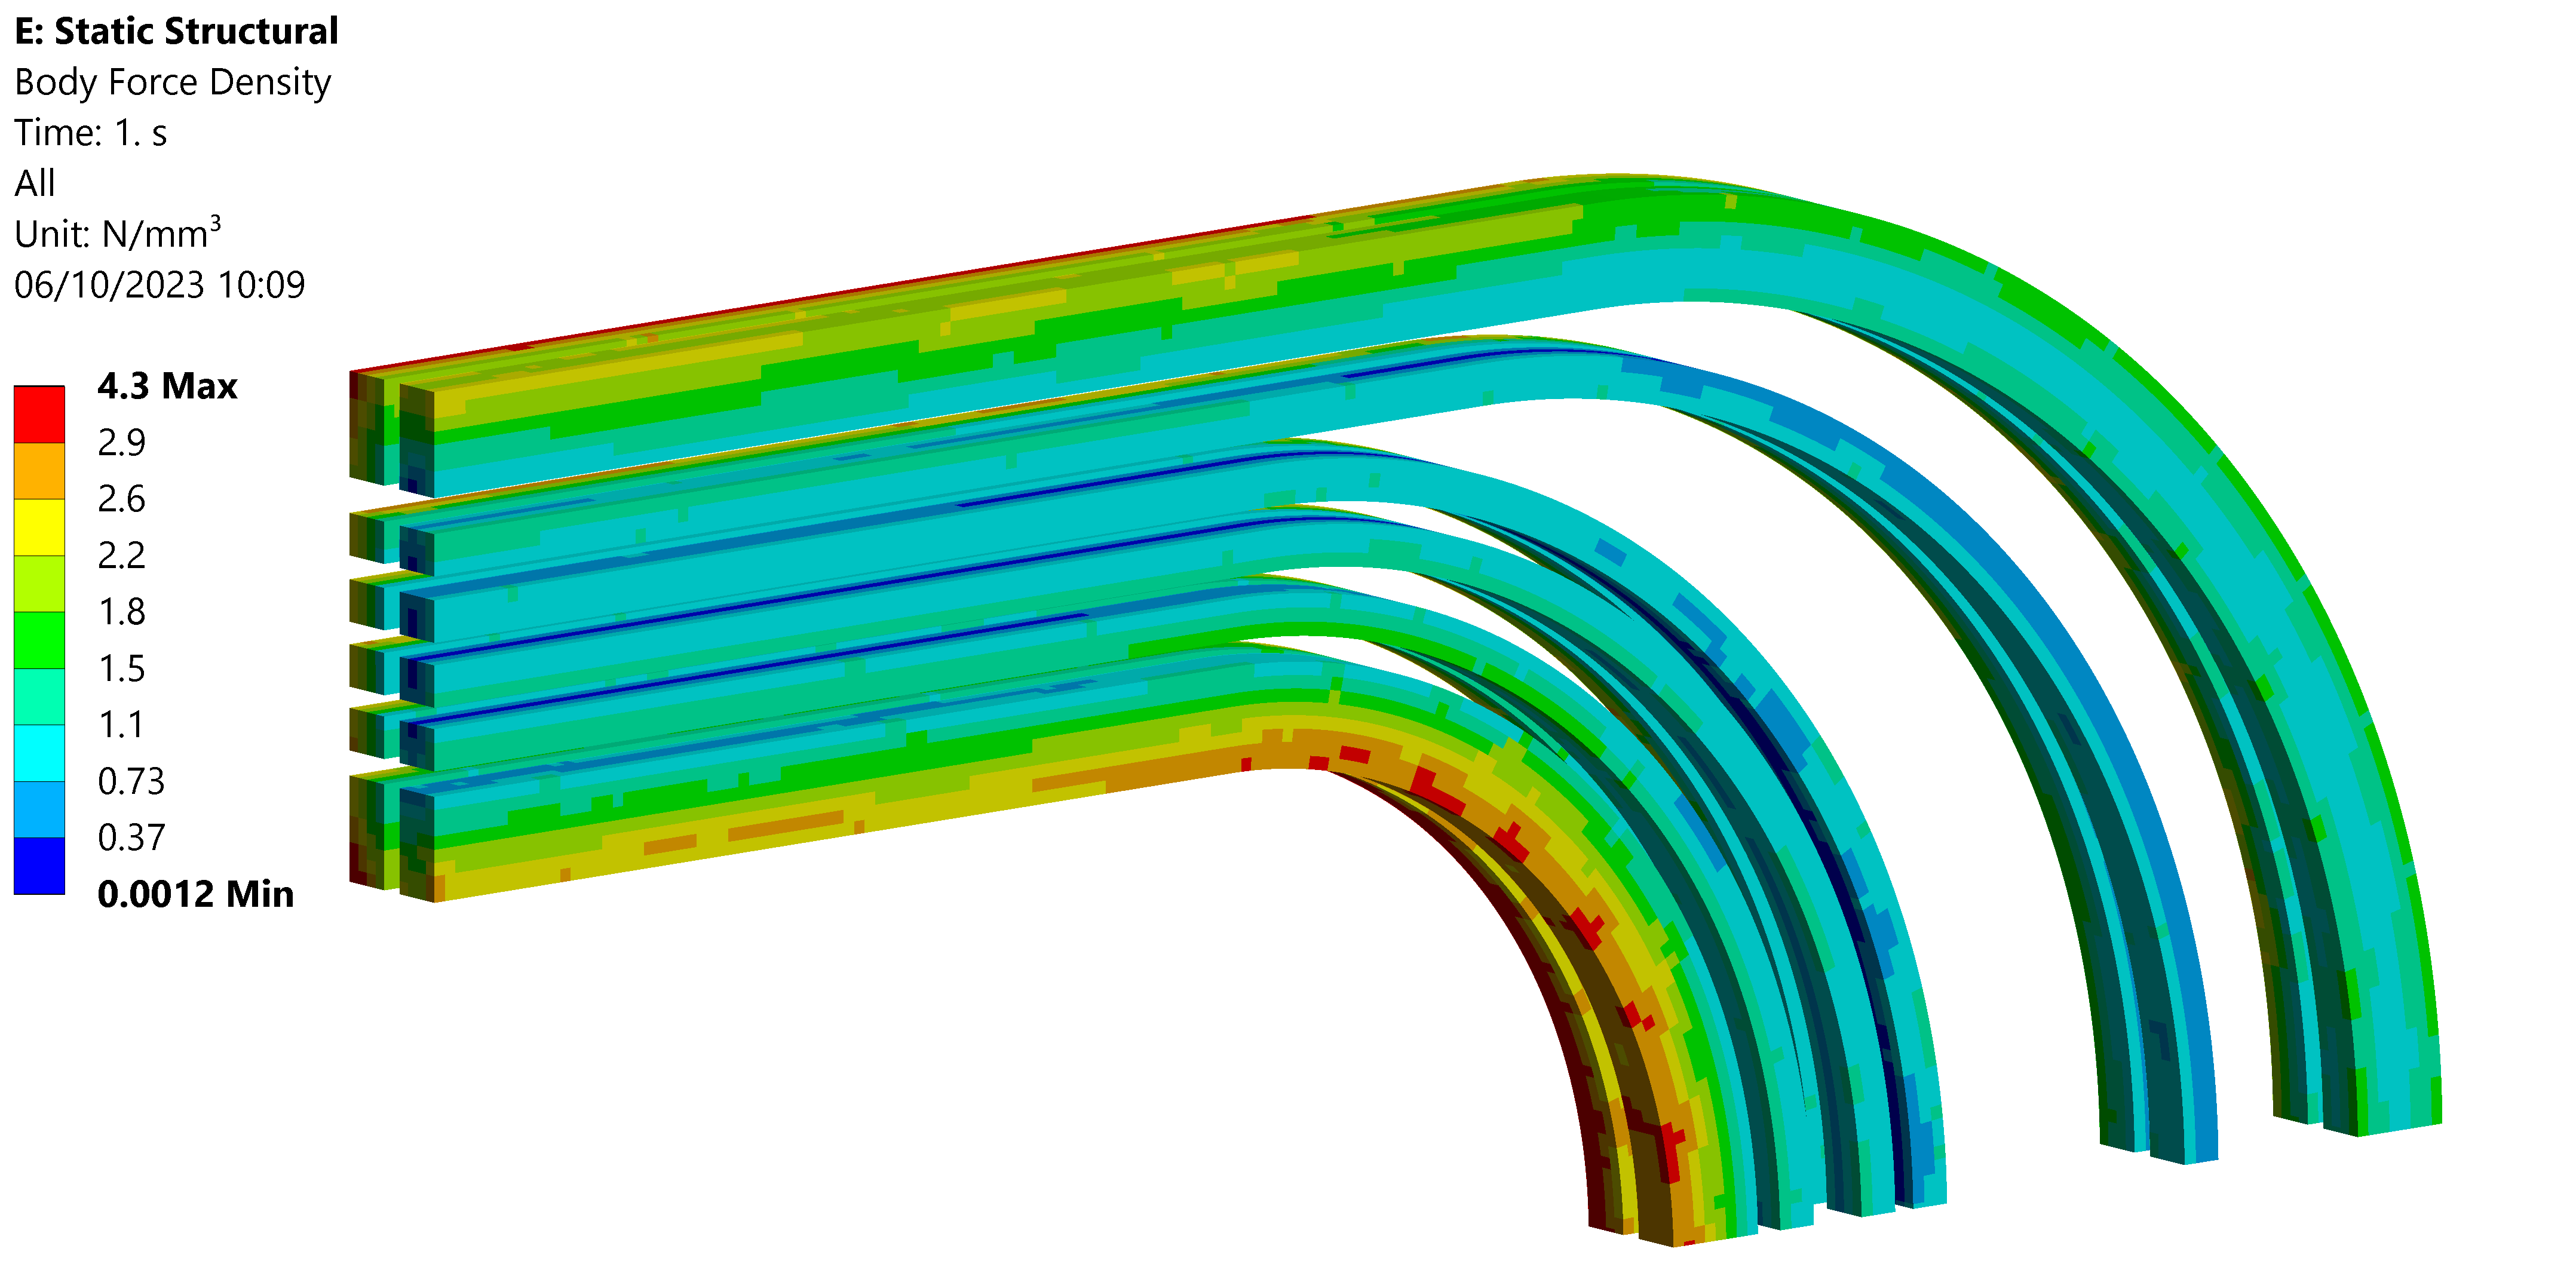 E: Static Structural
Body Force Density
Time: 1. s
All
Unit: N/mm³
06/10/2023 10:09
4.3 Max
2.9
2.6
2.2
1.8
1.5
1.1
0.73
0.37
0.0012 Min